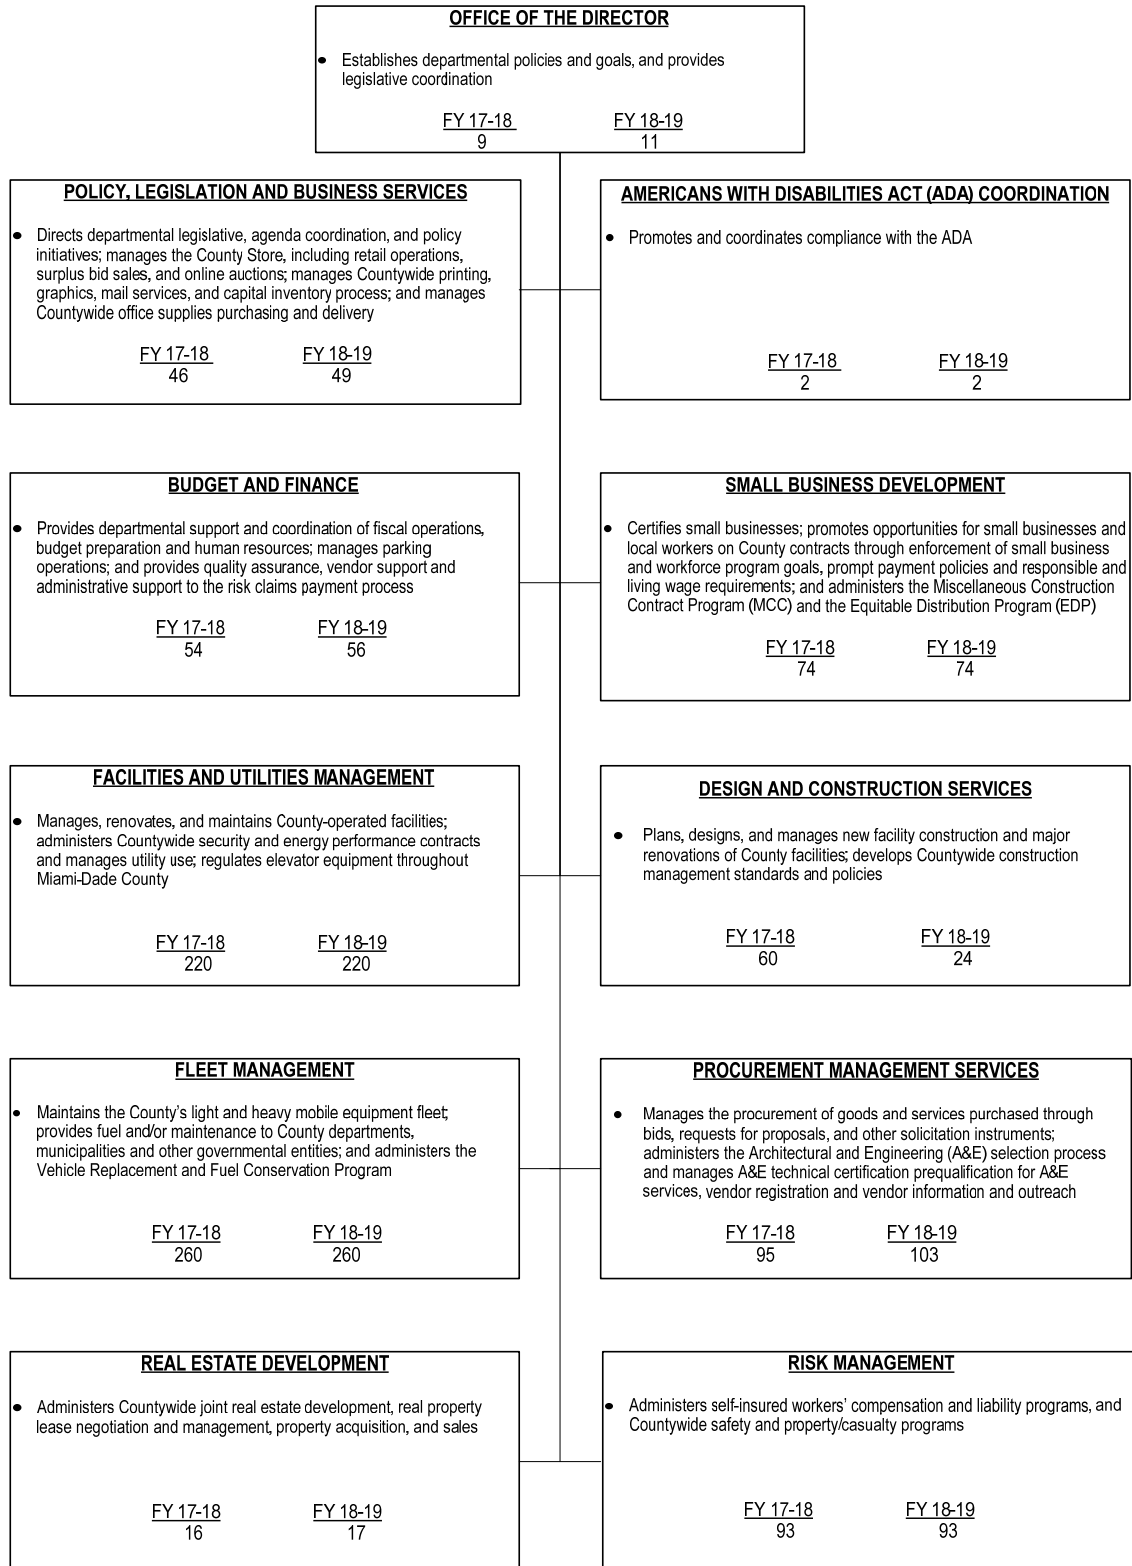 OFFICE OF THE DIRECTOR
• Establishes departmental policies and goals, and provides
legislative coordination
FY 17-18 FY 18-19
9 11
POLICY, LEGISLATION AND BUSINESS SERVICES
• Directs departmental legislative, agenda coordination, and policy
initiatives; manages the County Store, including retail operations,
surplus bid sales, and online auctions; manages Countywide printing,
graphics, mail services, and capital inventory process; and manages
Countywide office supplies purchasing and delivery
FY 17-18 FY 18-19
46 49
AMERICANS WITH DISABILITIES ACT (ADA) COORDINATION
• Promotes and coordinates compliance with the ADA
FY 17-18 FY 18-19
2 2
BUDGET AND FINANCE
• Provides departmental support and coordination of fiscal operations,
budget preparation and human resources; manages parking
operations; and provides quality assurance, vendor support and
administrative support to the risk claims payment process
FY 17-18 FY 18-19
54 56
SMALL BUSINESS DEVELOPMENT
• Certifies small businesses; promotes opportunities for small businesses and
local workers on County contracts through enforcement of small business
and workforce program goals, prompt payment policies and responsible and
living wage requirements; and administers the Miscellaneous Construction
Contract Program (MCC) and the Equitable Distribution Program (EDP)
FY 17-18 FY 18-19
74 74
FACILITIES AND UTILITIES MANAGEMENT
• Manages, renovates, and maintains County-operated facilities;
administers Countywide security and energy performance contracts
and manages utility use; regulates elevator equipment throughout
Miami-Dade County
FY 17-18 FY 18-19
220 220
DESIGN AND CONSTRUCTION SERVICES
• Plans, designs, and manages new facility construction and major
renovations of County facilities; develops Countywide construction
management standards and policies
FY 17-18 FY 18-19
60 24
FLEET MANAGEMENT
• Maintains the County's light and heavy mobile equipment fleet;
provides fuel and/or maintenance to County departments,
municipalities and other governmental entities; and administers the
Vehicle Replacement and Fuel Conservation Program
FY 17-18 FY 18-19
260 260
PROCUREMENT MANAGEMENT SERVICES
• Manages the procurement of goods and services purchased through
bids, requests for proposals, and other solicitation instruments;
administers the Architectural and Engineering (A&E) selection process
and manages A&E technical certification prequalification for A&E
services, vendor registration and vendor information and outreach
FY 17-18 FY 18-19
95 103
REAL ESTATE DEVELOPMENT
• Administers Countywide joint real estate development, real property
lease negotiation and management, property acquisition, and sales
FY 17-18 FY 18-19
16 17
RISK MANAGEMENT
• Administers self-insured workers' compensation and liability programs, and
Countywide safety and property/casualty programs
FY 17-18 FY 18-19
93 93